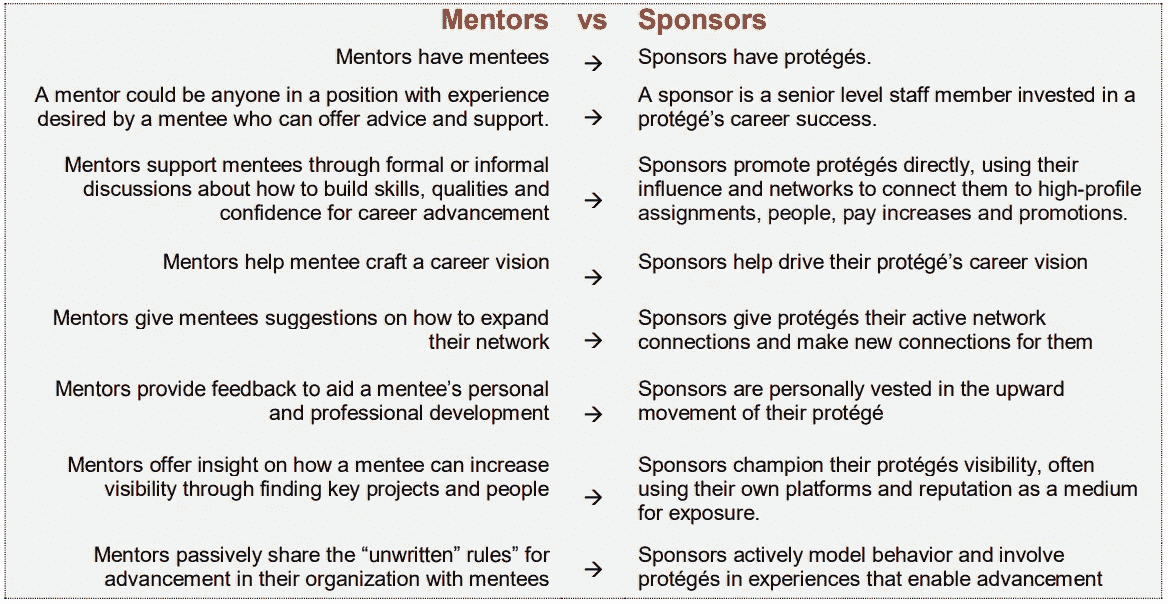 Mentors vs Sponsors
Mentors have mentees → Sponsors have protégés.
A mentor could be anyone in a position with experience
desired by a mentee who can offer advice and support.
→
A sponsor is a senior level staff member invested in a
protégé’s career success.
Mentors support mentees through formal or informal
discussions about how to build skills, qualities and
confidence for career advancement
→
Sponsors promote protégés directly, using their
influence and networks to connect them to high-profile
assignments, people, pay increases and promotions.
Mentors help mentee craft a career vision
→
Sponsors help drive their protégé’s career vision
Mentors give mentees suggestions on how to expand
their network
→
Sponsors give protégés their active network
connections and make new connections for them
Mentors provide feedback to aid a mentee’s personal
and professional development
→
Sponsors are personally vested in the upward
movement of their protégé
Mentors offer insight on how a mentee can increase
visibility through finding key projects and people
→
Sponsors champion their protégés visibility, often
using their own platforms and reputation as a medium
for exposure.
Mentors passively share the “unwritten” rules” for
advancement in their organization with mentees
→
Sponsors actively model behavior and involve
protégés in experiences that enable advancement